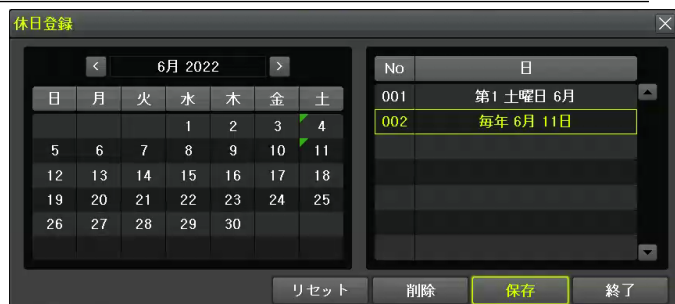 休日登録
< 6月 2022 >
日 月 火 水 木 金 土
1 2 3 4
5 6 7 8 9 10 11
12 13 14 15 16 17 18
19 20 21 22 23 24 25
26 27 28 29 30
No 日
001 第1 土曜日 6月
002 毎年 6月 11日
リセット 削除 保存 終了